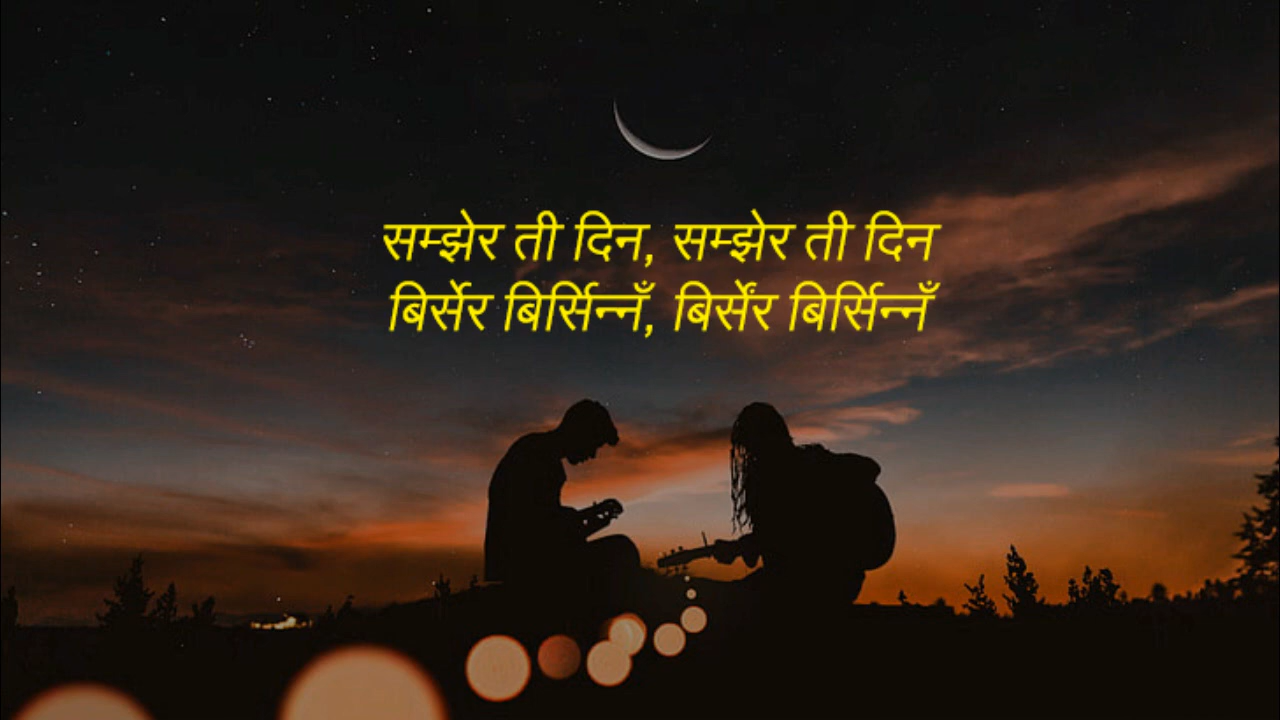 सम्झेर ती दिन, सम्झेर ती दिन
बिर्सेर बिर्सिन्नँ, बिर्सेंर बिर्सिन्नँ